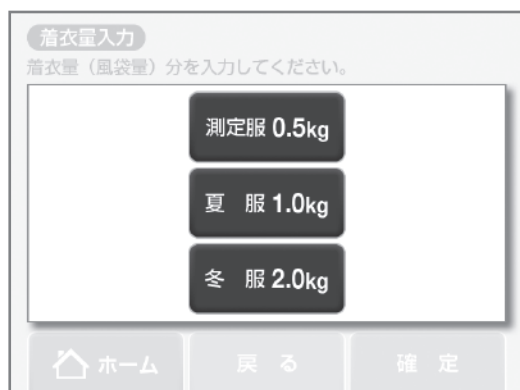 着衣量入力
着衣量（風袋量）分を入力してください。
測定服 0.5kg
夏　服 1.0kg
冬　服 2.0kg
ホーム　戻　る　確　定